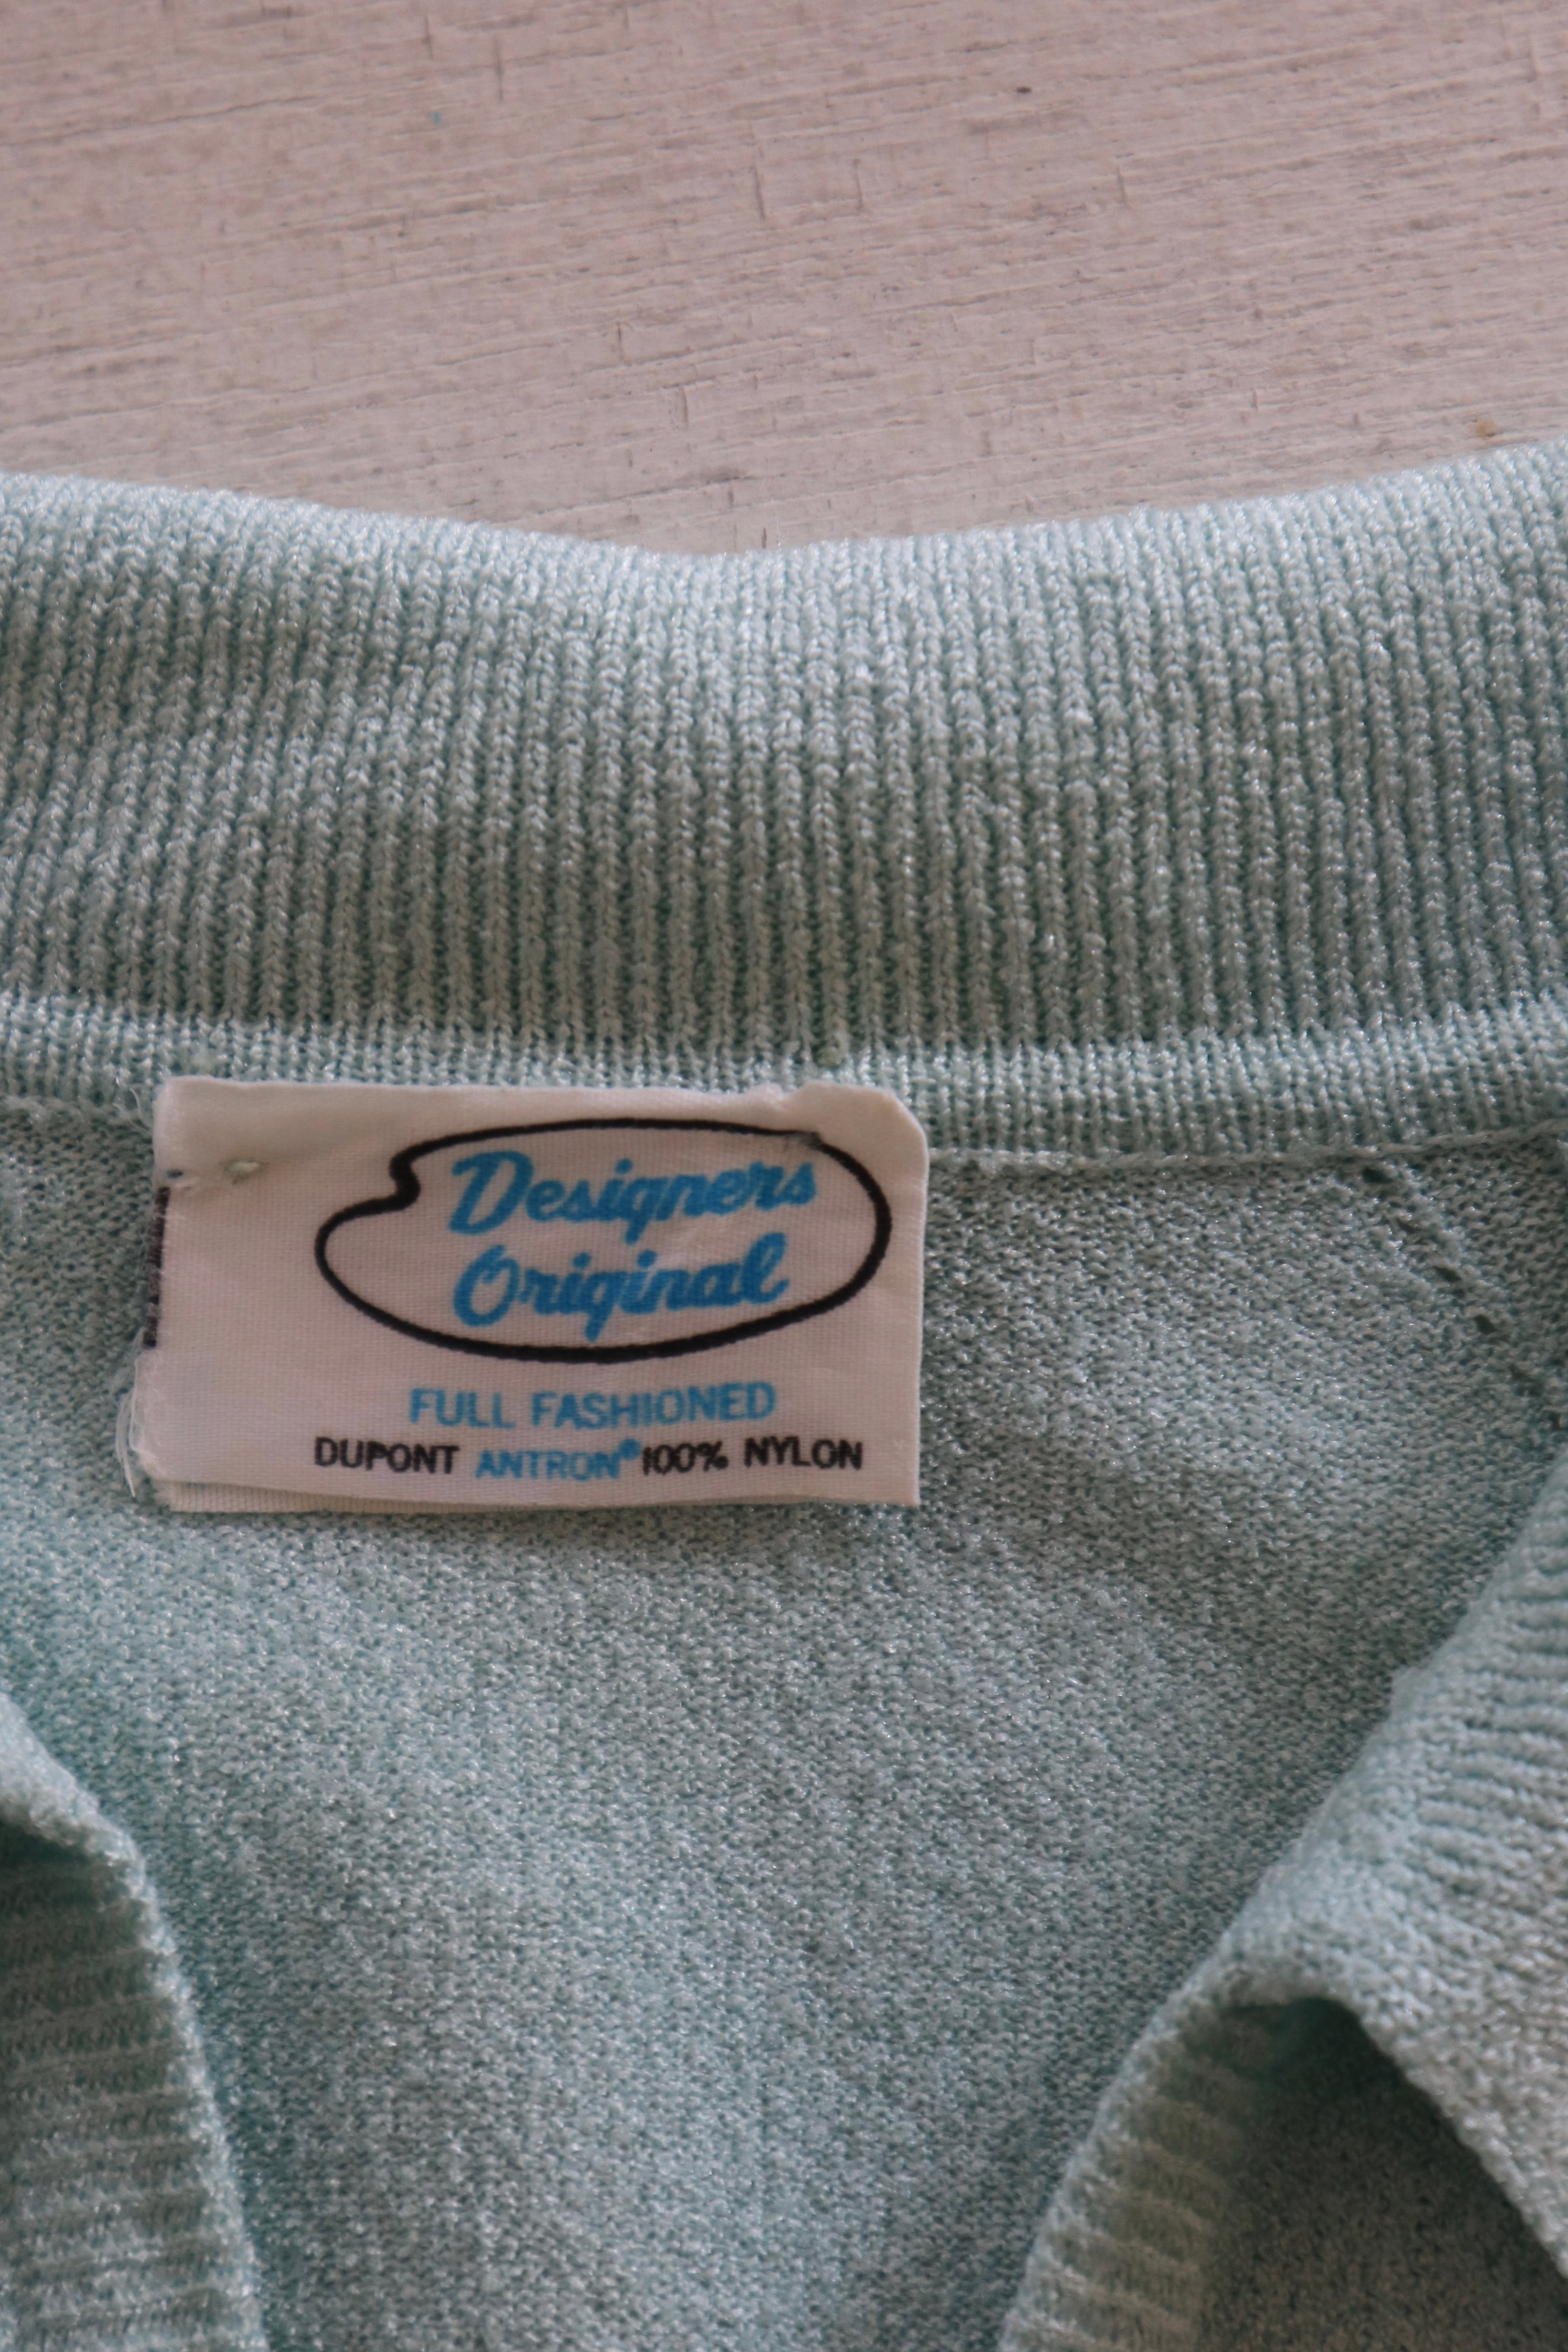 Designers
Original
FULL FASHIONED
DUPONT ANTRON® 100% NYLON